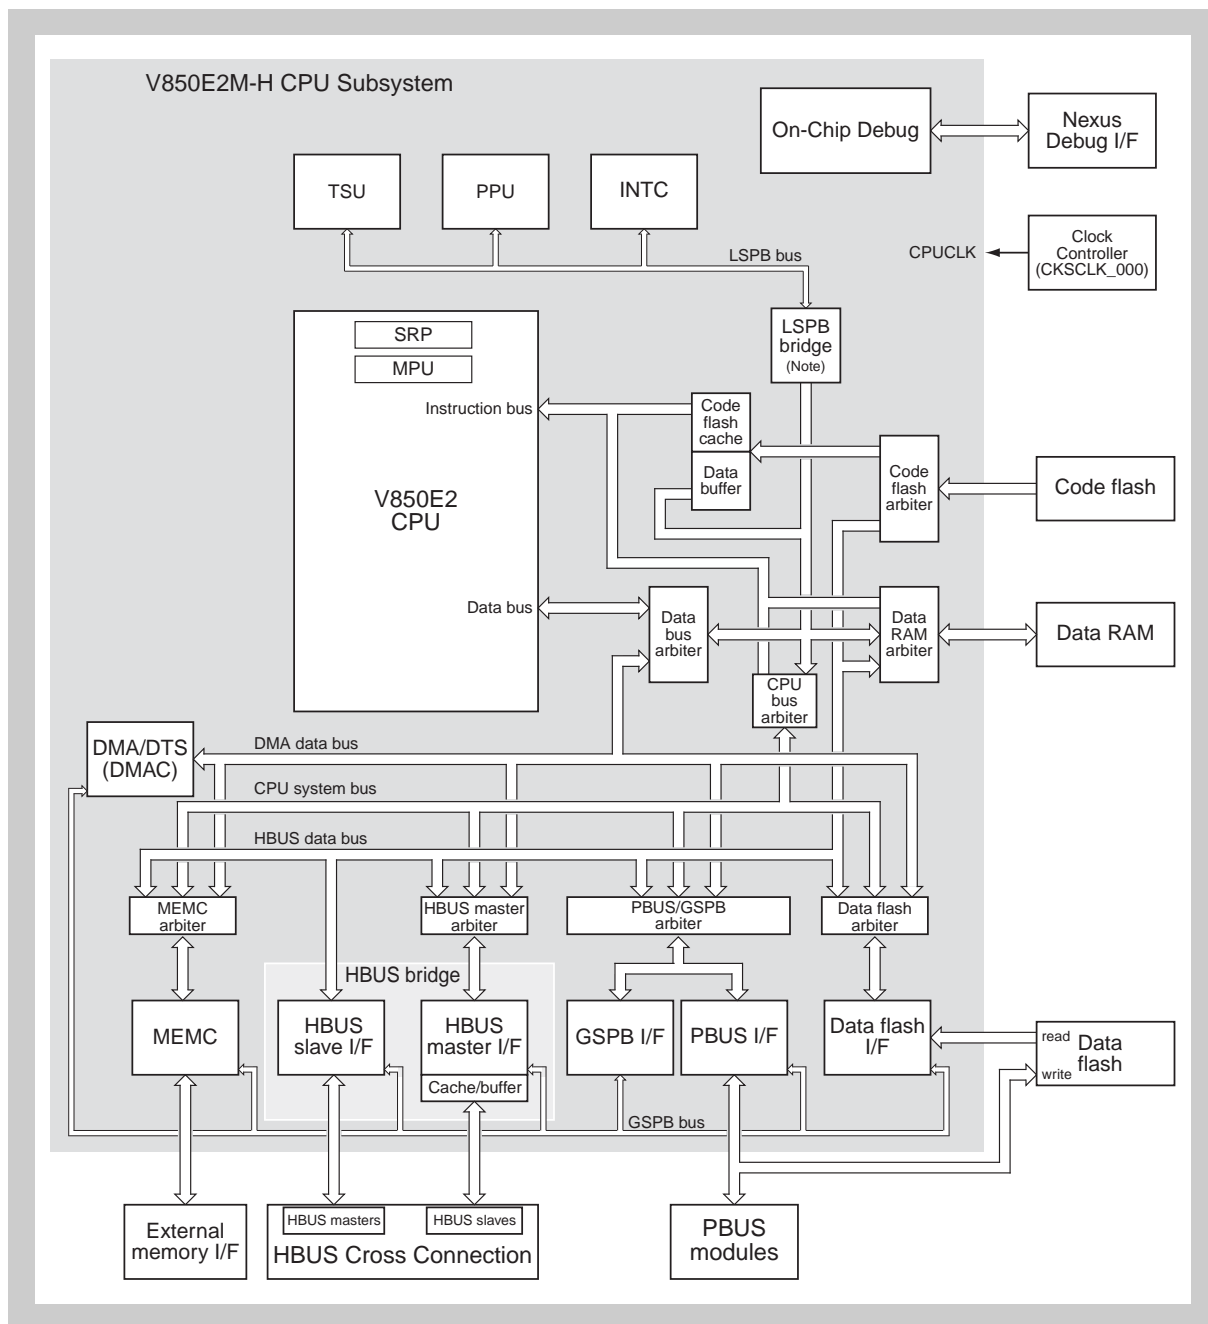 V850E2M-H CPU Subsystem
On-Chip Debug
Nexus
Debug I/F
TSU
PPU
INTC
LSPB bus
CPUCLK
Clock
Controller
(CKSCLK_000)
SRP
MPU
LSPB
bridge
(Note)
Instruction bus
Code
flash
cache
Data
buffer
Code
flash
arbiter
Code flash
V850E2
CPU
Data bus
Data
bus
arbiter
Data
RAM
arbiter
Data RAM
CPU
bus
arbiter
DMA/DTS
(DMAC)
DMA data bus
CPU system bus
HBUS data bus
MEMC
arbiter
HBUS master
arbiter
PBUS/GSPB
arbiter
Data flash
arbiter
HBUS bridge
MEMC
HBUS
slave I/F
HBUS
master I/F
Cache/buffer
GSPB I/F
PBUS I/F
Data flash
I/F
read
write
Data
flash
GSPB bus
External
memory I/F
HBUS masters
HBUS slaves
HBUS Cross Connection
PBUS
modules